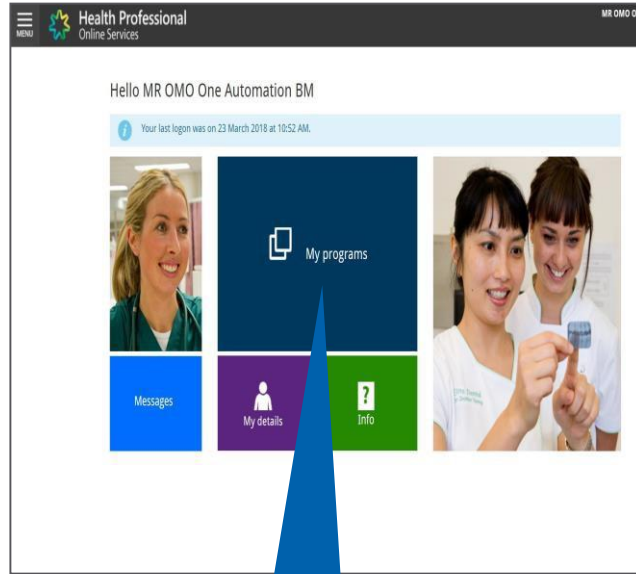 MENU
Health Professional
Online Services
MR OMO O
Hello MR OMO One Automation BM
Your last logon was on 23 March 2018 at 10:52 AM.
My programs
Messages
My details
Info